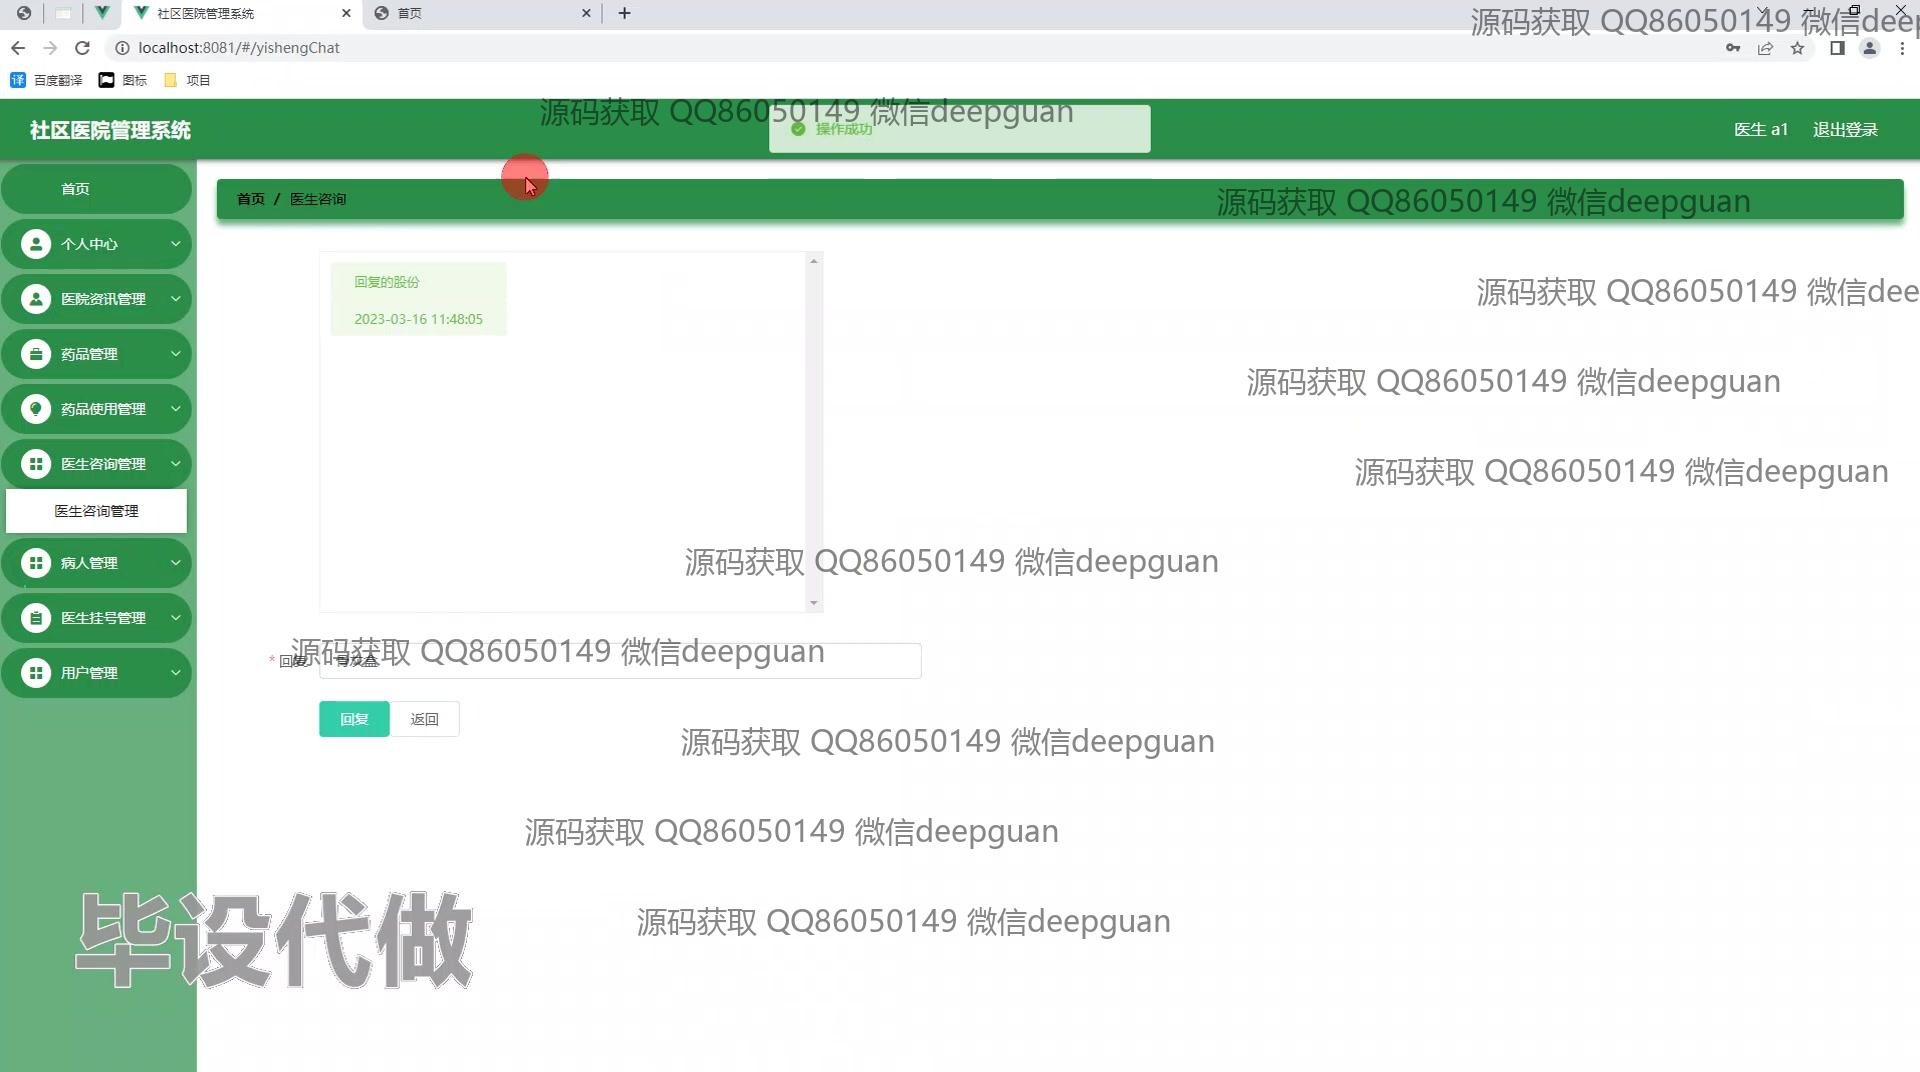 社区医院管理系统
首页
源码获取 QQ86050149 微信deep
localhost:8081/#/yishengChat
百度翻译
图标
项目
源码获取 QQ86050149 微信deepguan
社区医院管理系统
操作成功
医生 a1
退出登录
首页
首页 / 医生咨询
源码获取 QQ86050149 微信deepguan
个人中心
回复的股份
源码获取 QQ86050149 微信dee
医院资讯管理
2023-03-16 11:48:05
药品管理
源码获取 QQ86050149 微信deepguan
药品使用管理
医生咨询管理
源码获取 QQ86050149 微信deepguan
医生咨询管理
病人管理
源码获取 QQ86050149 微信deepguan
医生挂号管理
源码获取 QQ86050149 微信deepguan
* 回复
用户管理
回复
返回
源码获取 QQ86050149 微信deepguan
源码获取 QQ86050149 微信deepguan
源码获取 QQ86050149 微信deepguan
毕设代做